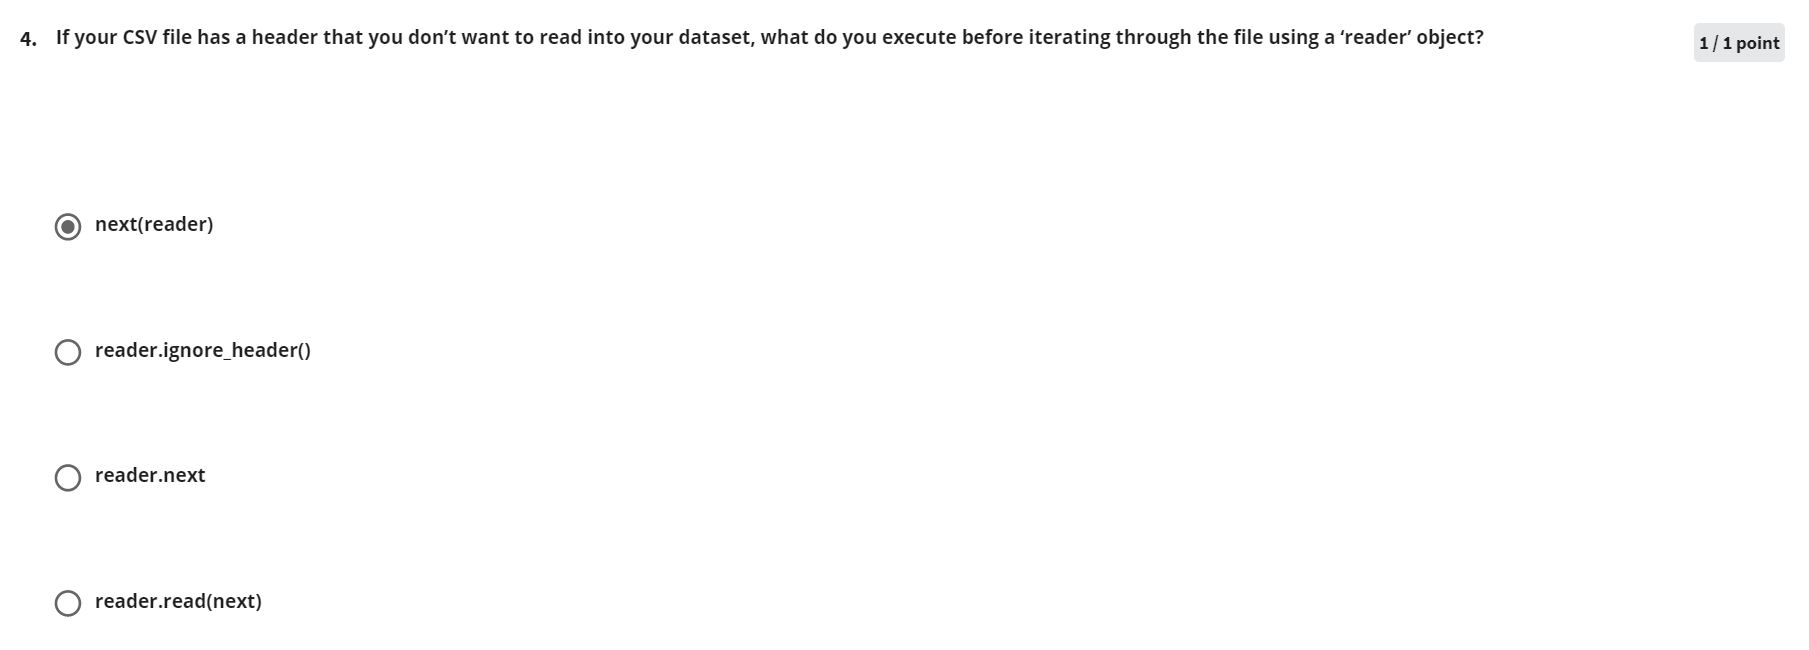 4. If your CSV file has a header that you don’t want to read into your dataset, what do you execute before iterating through the file using a ‘reader’ object?
1 / 1 point
next(reader)
reader.ignore_header()
reader.next
reader.read(next)